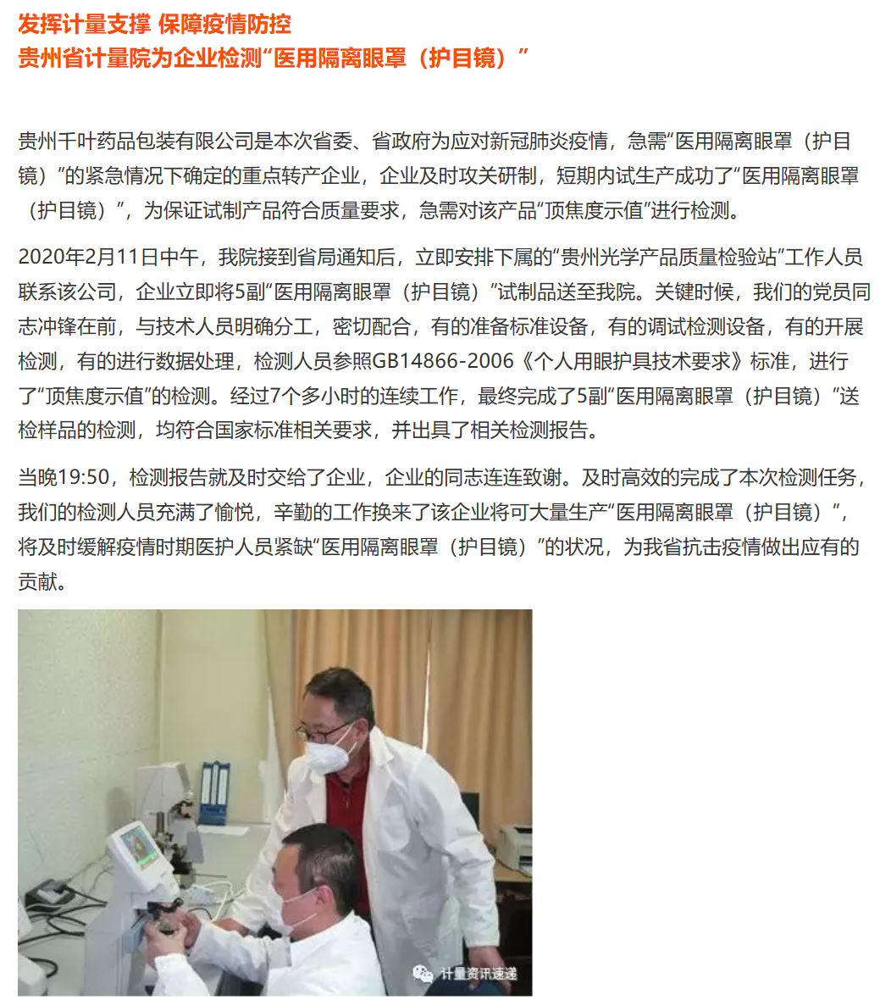 发挥计量支撑 保障疫情防控
贵州省计量院为企业检测“医用隔离眼罩（护目镜）”
贵州千叶药品包装有限公司是本次省委、省政府为应对新冠肺炎疫情，急需“医用隔离眼罩（护目
镜）”的紧急情况下确定的重点转产企业，企业及时攻关研制，短期内试生产成功了“医用隔离眼罩
（护目镜）”，为保证试制产品符合质量要求，急需对该产品“顶焦度示值”进行检测。
2020年2月11日中午，我院接到省局通知后，立即安排下属的“贵州光学产品质量检验站”工作人员
联系该公司，企业立即将5副“医用隔离眼罩（护目镜）”试制品送至我院。关键时候，我们的党员同
志冲锋在前，与技术人员明确分工，密切配合，有的准备标准设备，有的调试检测设备，有的开展
检测，有的进行数据处理，检测人员参照GB14866-2006《个人用眼护具技术要求》标准，进行
了“顶焦度示值”的检测。经过7个多小时的连续工作，最终完成了5副“医用隔离眼罩（护目镜）”送
检样品的检测，均符合国家标准相关要求，并出具了相关检测报告。
当晚19:50，检测报告就及时交给了企业，企业的同志连连致谢。及时高效的完成了本次检测任务，
我们的检测人员充满了愉悦，辛勤的工作换来了该企业将可大量生产“医用隔离眼罩（护目镜）”，
将及时缓解疫情时期医护人员紧缺“医用隔离眼罩（护目镜）”的状况，为我省抗击疫情做出应有的
贡献。
计量资讯速递